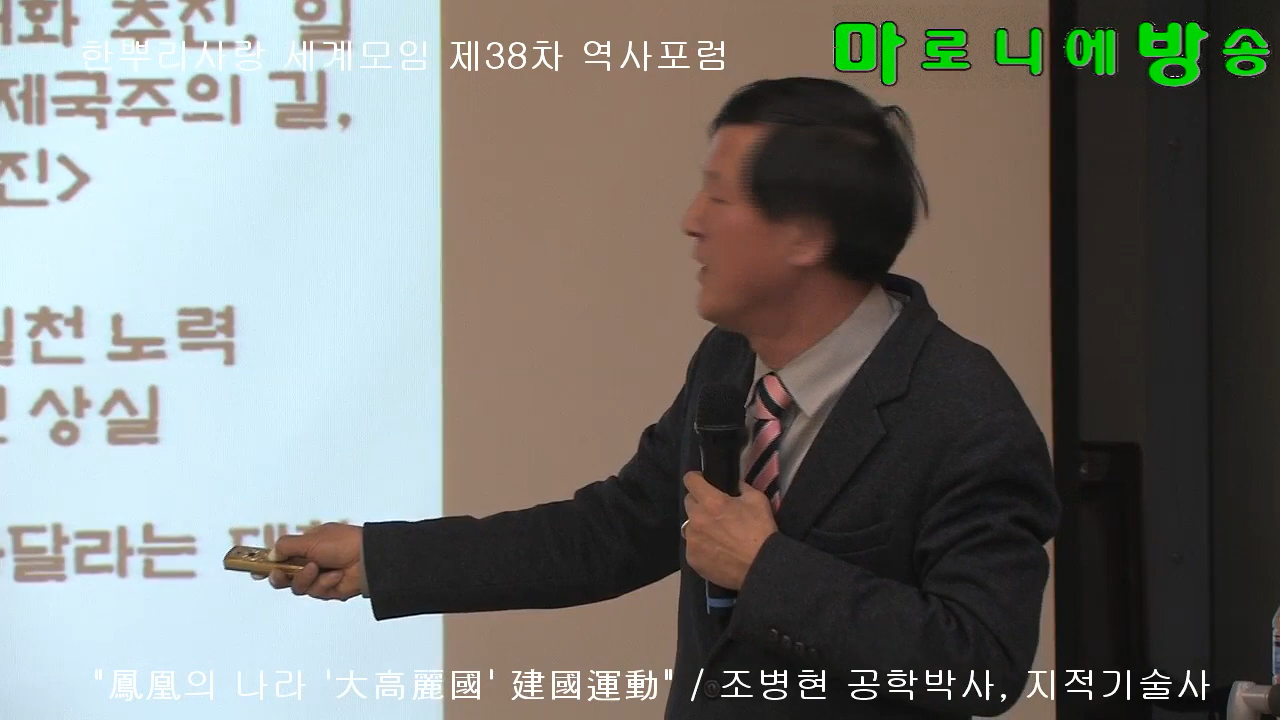 한뿌리사랑 세계모임 제38차 역사포럼
마로니에방송
추진, 일
제국주의 길,
진>
실천 노력
상실
달라는
"鳳凰의 나라 '大高麗國' 建國運動" / 조병현 공학박사, 지적기술사